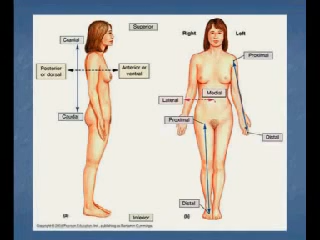 Superior
Right
Left
Cranial
Proximal
Posterior
or dorsal
Anterior or
ventral
Medial
Lateral
Caudal
Proximal
Distal
Distal
(a)
Inferior
(b)